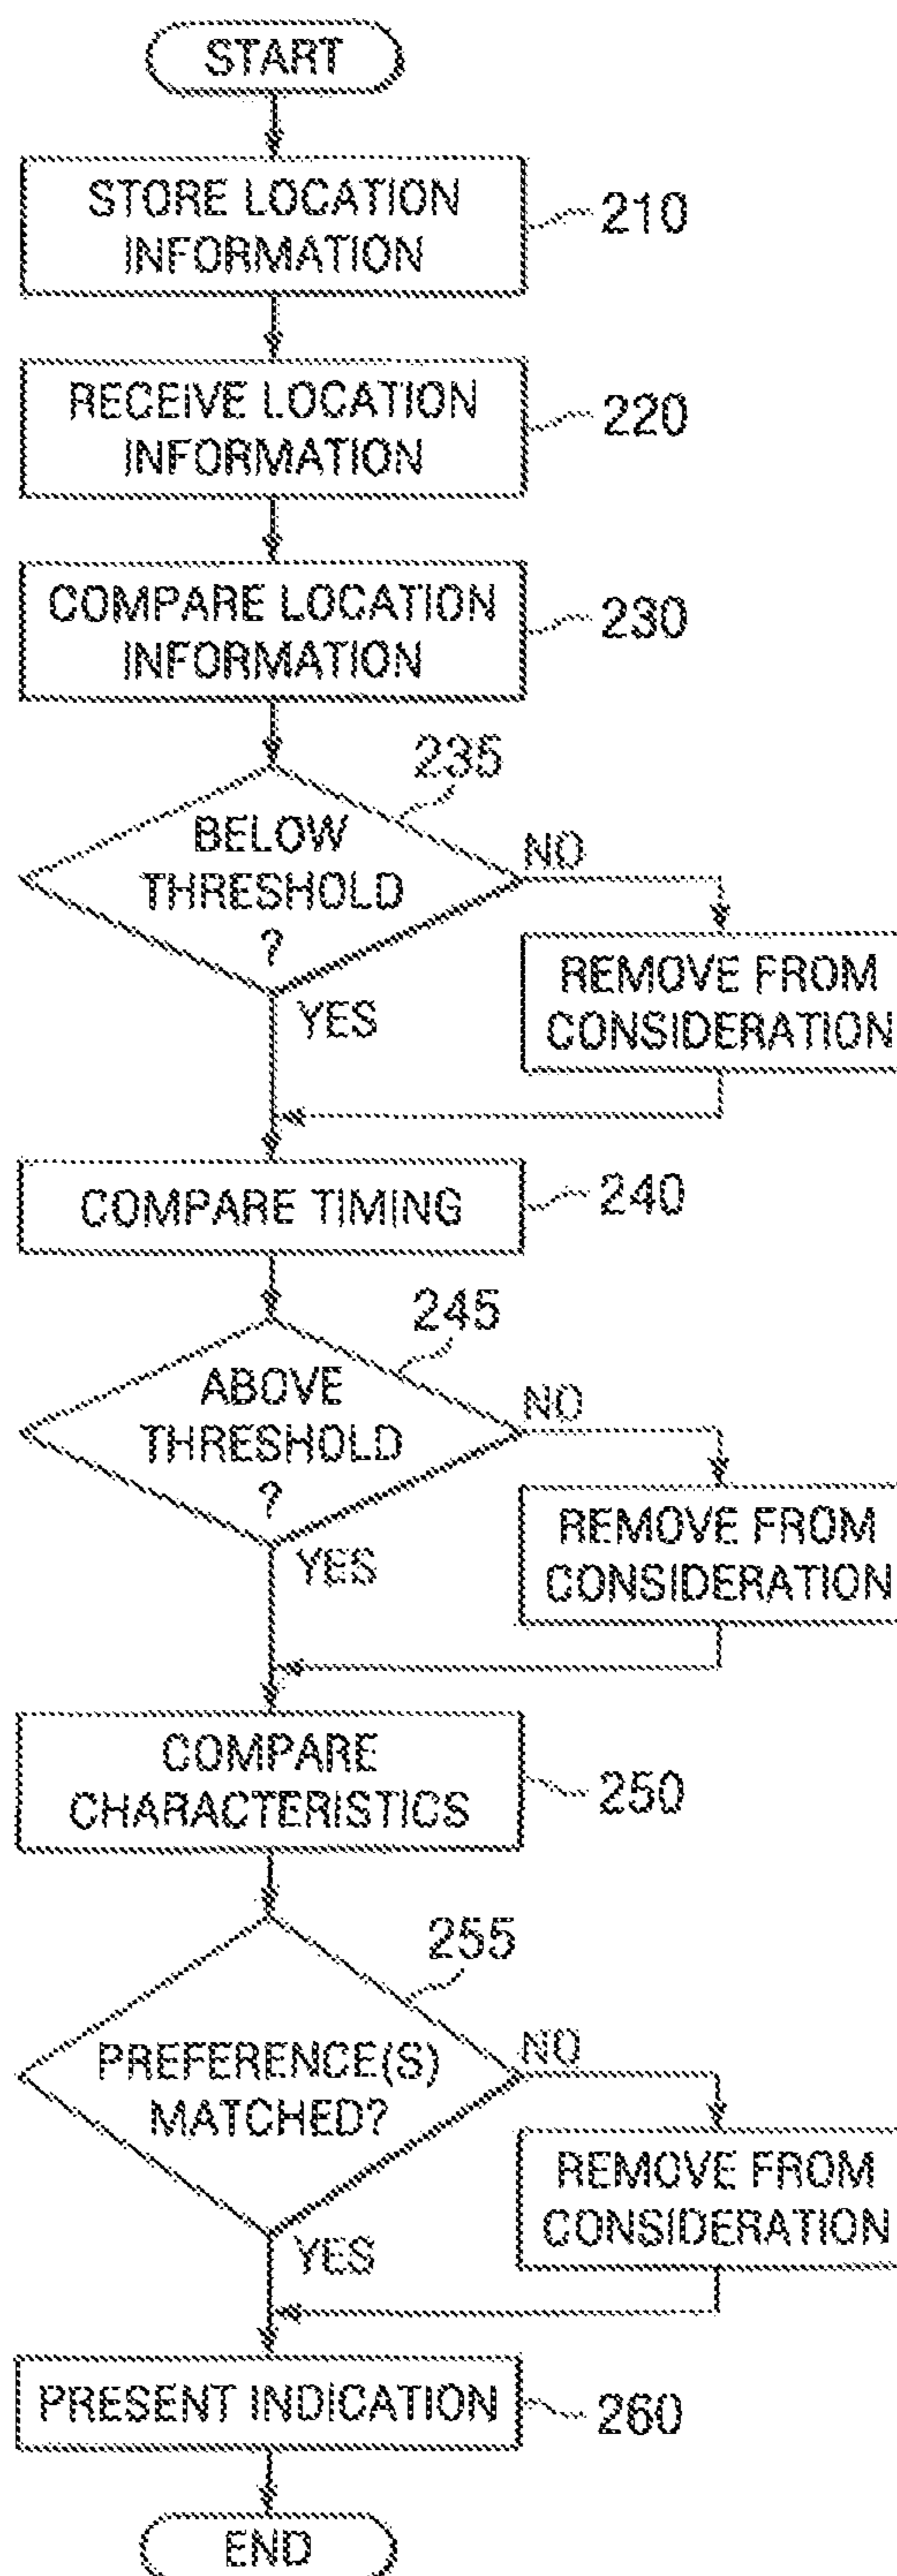 START
STORE LOCATION
INFORMATION
210
RECEIVE LOCATION
INFORMATION
220
COMPARE LOCATION
INFORMATION
230
235
BELOW
THRESHOLD
?
NO
YES
REMOVE FROM
CONSIDERATION
COMPARE TIMING
240
245
ABOVE
THRESHOLD
?
NO
YES
REMOVE FROM
CONSIDERATION
COMPARE
CHARACTERISTICS
250
255
PREFERENCE(S)
MATCHED?
NO
YES
REMOVE FROM
CONSIDERATION
PRESENT INDICATION
260
END